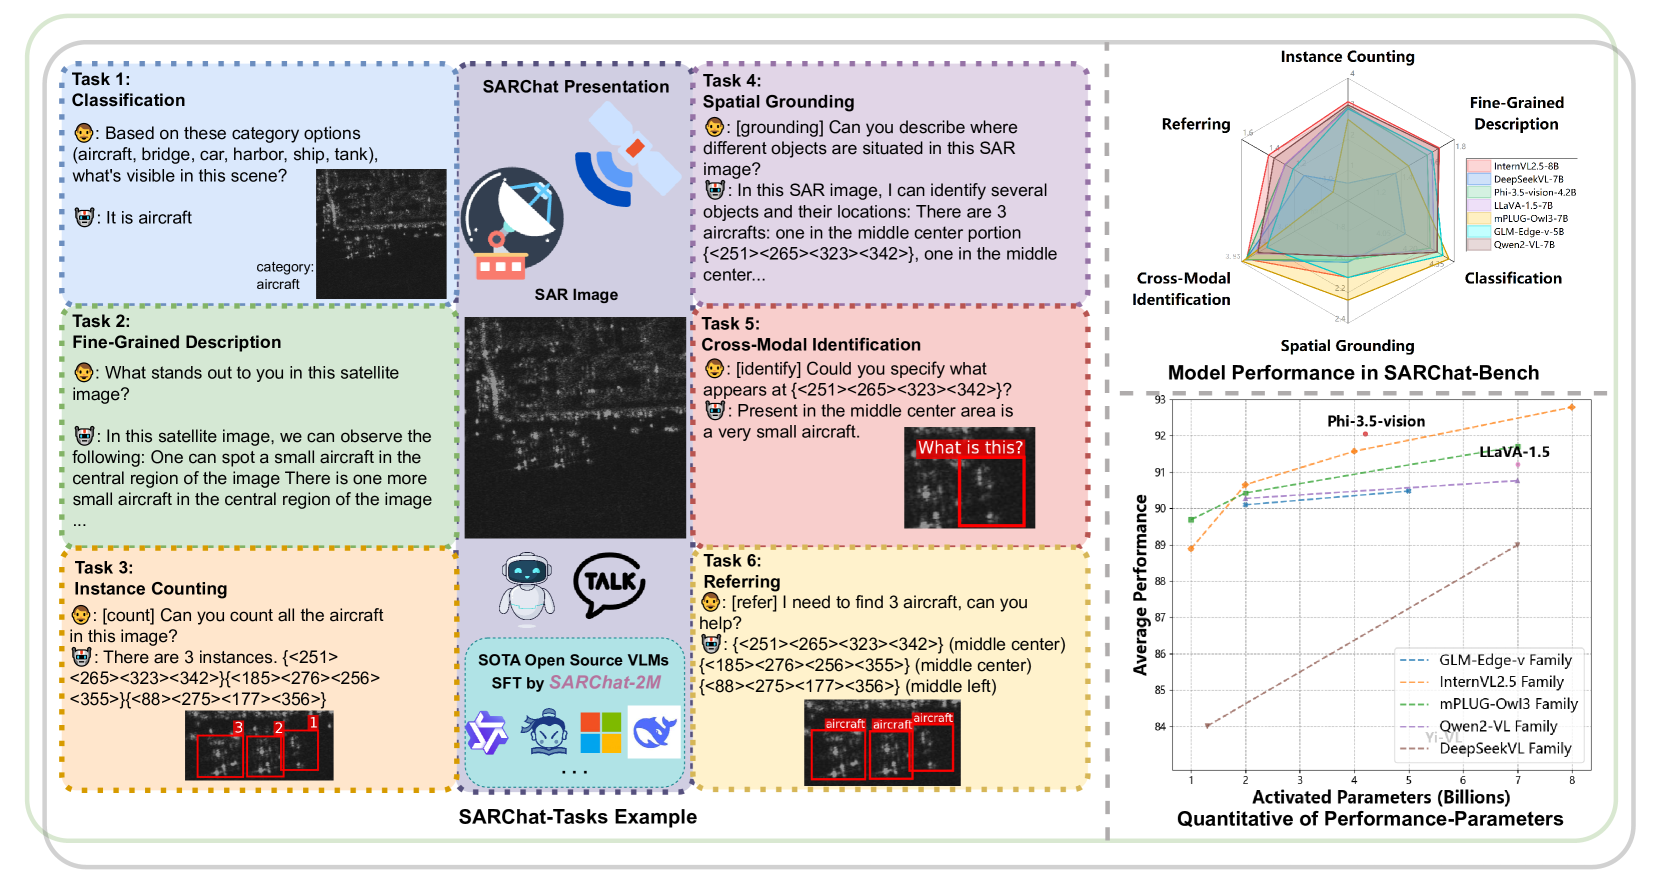 Task 1:
Classification
: Based on these category options
(aircraft, bridge, car, harbor, ship, tank),
what's visible in this scene?
: It is aircraft
category:
aircraft
Task 2:
Fine-Grained Description
: What stands out to you in this satellite
image?
: In this satellite image, we can observe the
following: One can spot a small aircraft in the
central region of the image There is one more
small aircraft in the central region of the image
...
Task 3:
Instance Counting
: [count] Can you count all the aircraft
in this image?
: There are 3 instances. {<251>
<265><323><342>}{<185><276><256>
<355>}{<88><275><177><356>}
3
2
1
SARChat Presentation
SAR Image
TALK
SOTA Open Source VLMs
SFT by SARChat-2M
...
Task 4:
Spatial Grounding
: [grounding] Can you describe where
different objects are situated in this SAR
image?
: In this SAR image, I can identify several
objects and their locations: There are 3
aircrafts: one in the middle center portion
{<251><265><323><342>}, one in the middle
center...
Task 5:
Cross-Modal Identification
: [identify] Could you specify what
appears at {<251><265><323><342>}?
: Present in the middle center area is
a very small aircraft.
What is this?
Task 6:
Referring
: [refer] I need to find 3 aircraft, can you
help?
: {<251><265><323><342>} (middle center)
{<185><276><256><355>} (middle center)
{<88><275><177><356>} (middle left)
aircraft
aircraft
aircraft
SARChat-Tasks Example
Instance Counting
4
Referring
1.6
Fine-Grained
Description
1.8
InternVL2.5-8B
DeepSeekVL-7B
Phi-3.5-vision-4.2B
LLaVA-1.5-7B
mPLUG-Owl3-7B
GLM-Edge-v-5B
Qwen2-VL-7B
3.95
4.35
Cross-Modal
Identification
Classification
2.2
2.4
Spatial Grounding
Model Performance in SARChat-Bench
93
92
91
90
89
88
87
86
85
84
Average Performance
Phi-3.5-vision
LLaVA-1.5
Yi-VL
GLM-Edge-v Family
InternVL2.5 Family
mPLUG-Owl3 Family
Qwen2-VL Family
DeepSeekVL Family
1 2 3 4 5 6 7 8
Activated Parameters (Billions)
Quantitative of Performance-Parameters